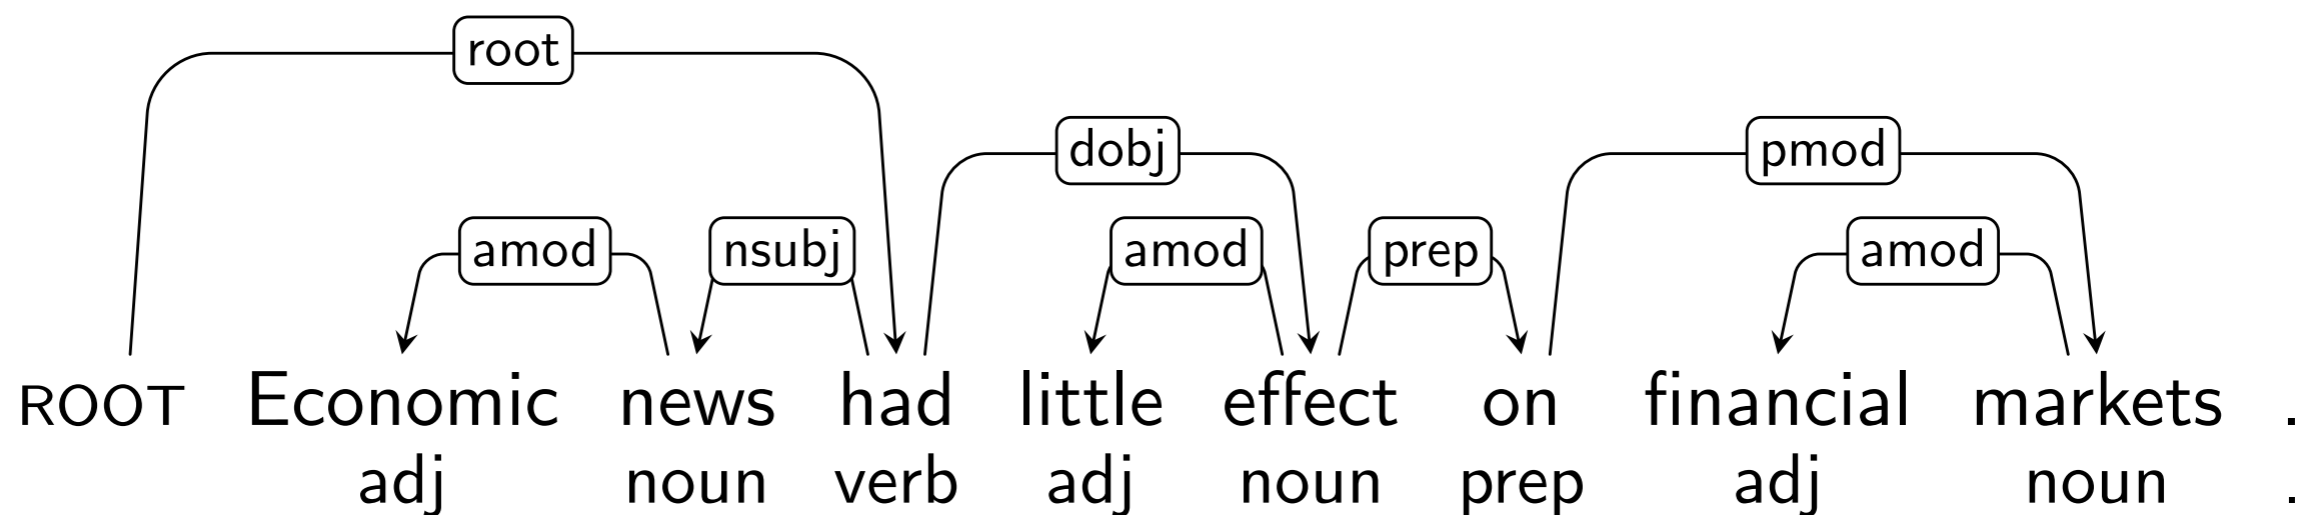 root
dobj pmod
amod nsubj amod prep amod
ROOT Economic news had little effect on financial markets .
adj noun verb adj noun prep adj noun .